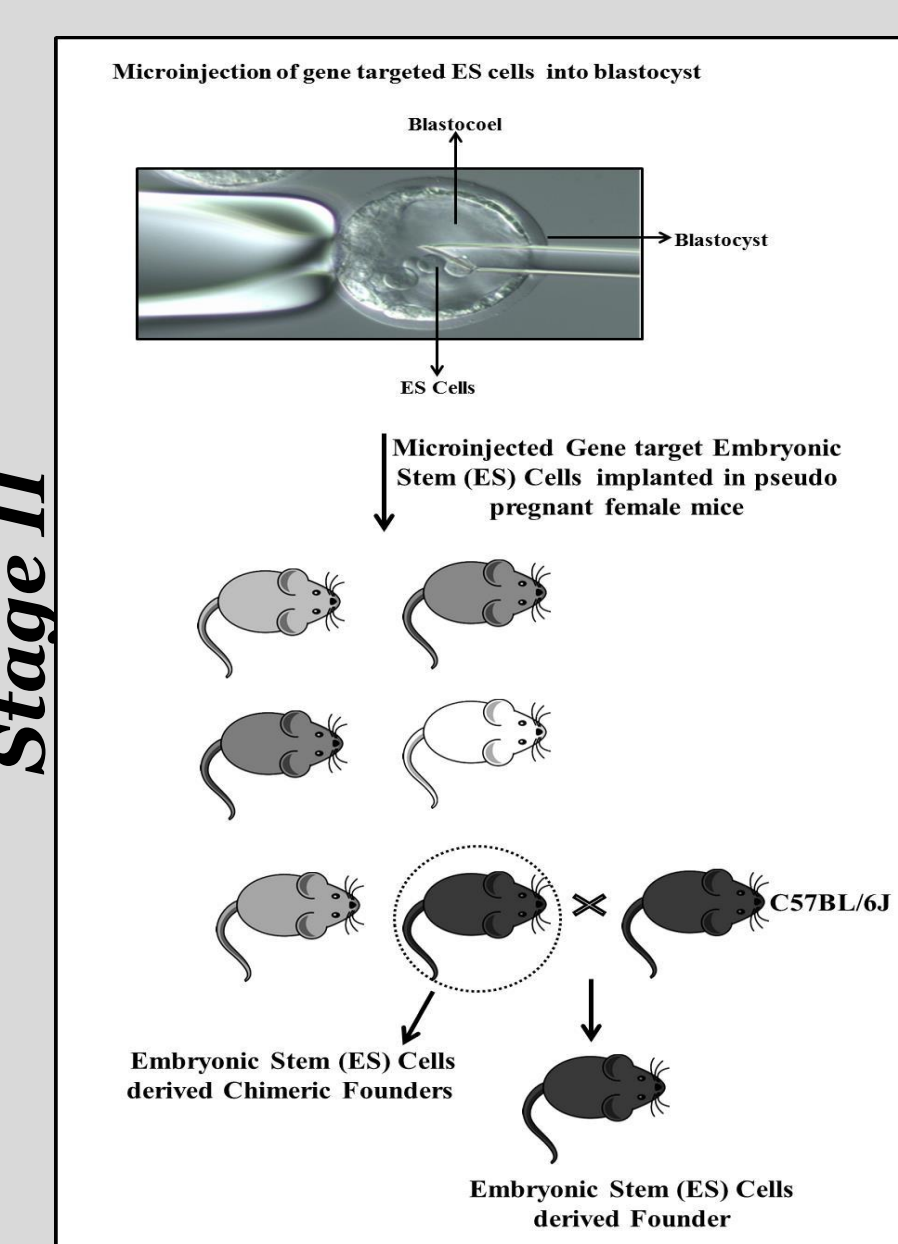 Stage II
Microinjection of gene targeted ES cells into blastocyst
Blastocoel
Blastocyst
ES Cells
Microinjected Gene target Embryonic
Stem (ES) Cells implanted in pseudo
pregnant female mice
C57BL/6J
Embryonic Stem (ES) Cells
derived Chimeric Founders
Embryonic Stem (ES) Cells
derived Founder